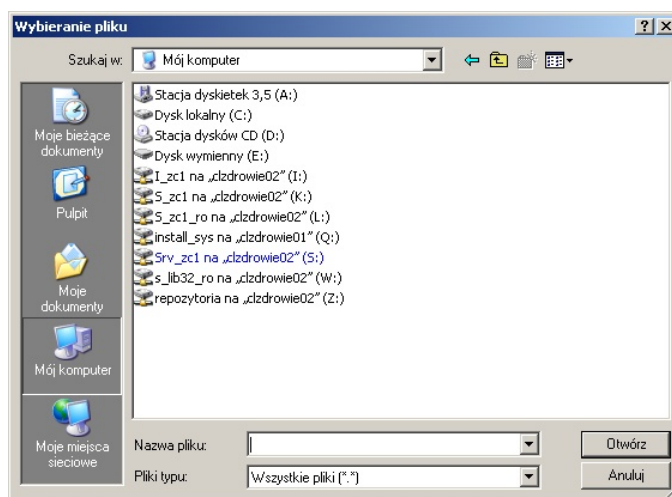 Wybieranie pliku
Szukaj w:
Mój komputer
Moje bieżące
dokumenty
Pulpit
Moje
dokumenty
Mój komputer
Moje miejsca
sieciowe
Stacja dyskietek 3,5 (A:)
Dysk lokalny (C:)
Stacja dysków CD (D:)
Dysk wymienny (E:)
I_zc1 na „clzdrowie02” (I:)
S_zc1 na „clzdrowie02” (K:)
S_zc1_ro na „clzdrowie02” (L:)
install_sys na „clzdrowie01” (Q:)
Srv_zc1 na „clzdrowie02” (S:)
s_lib32_ro na „clzdrowie02” (W:)
repozytoria na „clzdrowie02” (Z:)
Nazwa pliku:
Otwórz
Pliki typu:
Wszystkie pliki (*.*)
Anuluj